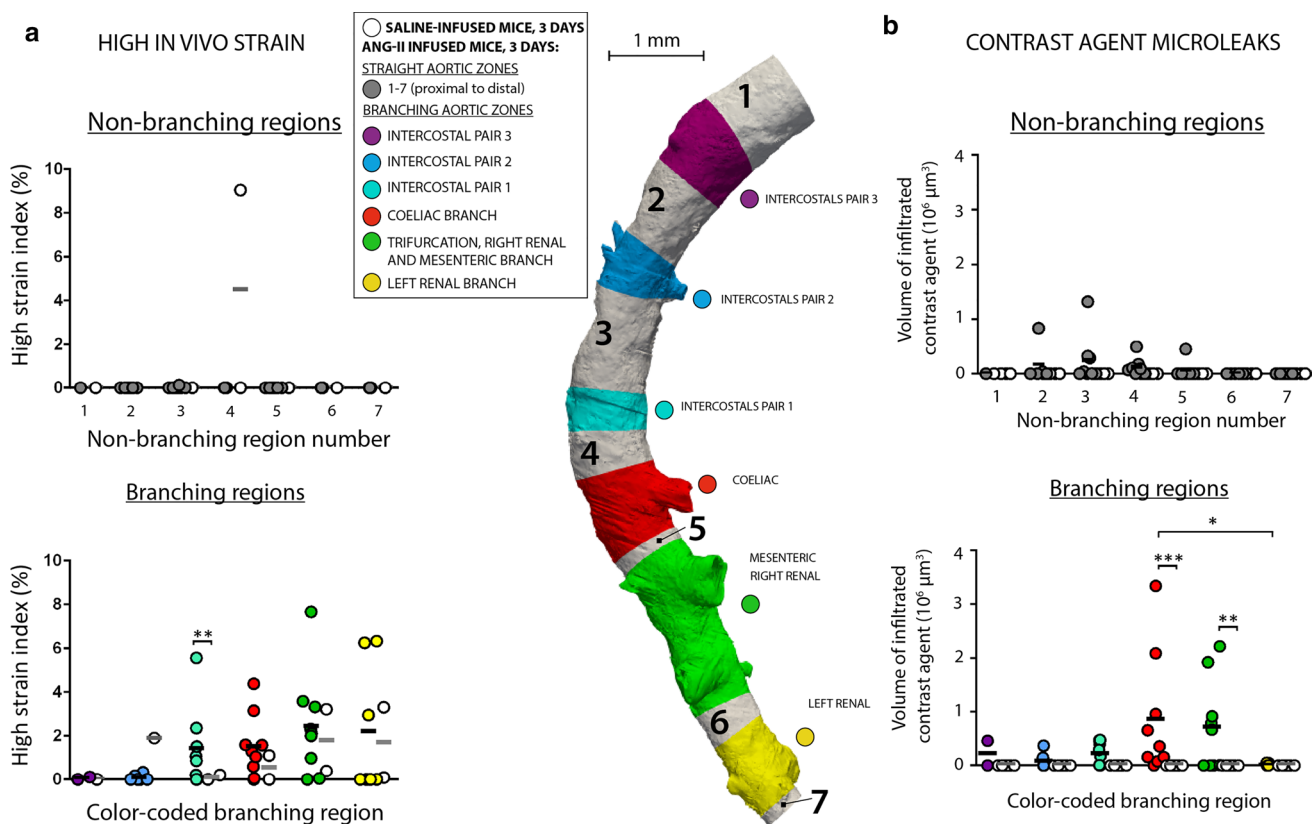 a
HIGH IN VIVO STRAIN
Non-branching regions
High strain index (%)
10
8
6
4
2
0
1 2 3 4 5 6 7
Non-branching region number
Branching regions
High strain index (%)
10
8
6
4
2
0
**
Color-coded branching region
SALINE-INFUSED MICE, 3 DAYS
ANG-II INFUSED MICE, 3 DAYS:
STRAIGHT AORTIC ZONES
1-7 (proximal to distal)
BRANCHING AORTIC ZONES
INTERCOSTAL PAIR 3
INTERCOSTAL PAIR 2
INTERCOSTAL PAIR 1
COELIAC BRANCH
TRIFURCATION, RIGHT RENAL
AND MESENTERIC BRANCH
LEFT RENAL BRANCH
1 mm
1
INTERCOSTALS PAIR 3
2
INTERCOSTALS PAIR 2
3
INTERCOSTALS PAIR 1
4
COELIAC
5
MESENTERIC
RIGHT RENAL
6
LEFT RENAL
7
b
CONTRAST AGENT MICROLEAKS
Non-branching regions
Volume of infiltrated
contrast agent (10⁶ µm³)
4
3
2
1
0
1 2 3 4 5 6 7
Non-branching region number
Branching regions
Volume of infiltrated
contrast agent (10⁶ µm³)
4
3
2
1
0
*
***
**
Color-coded branching region